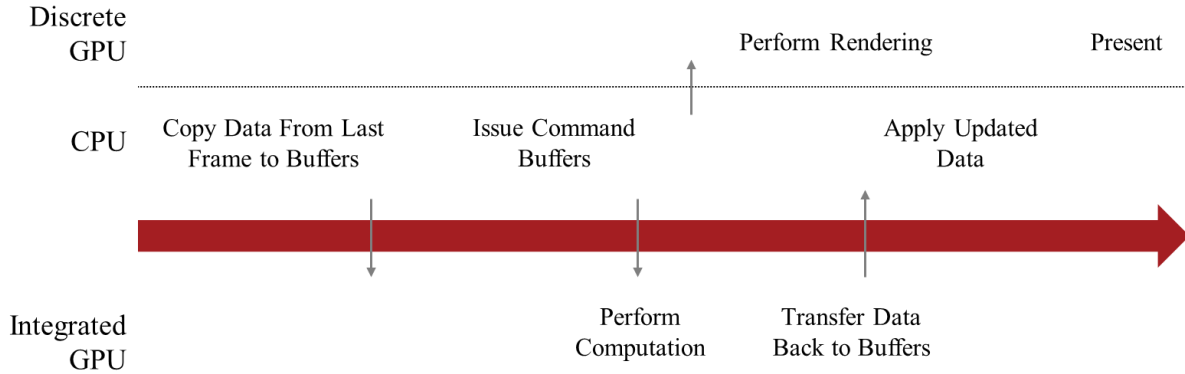 Discrete
GPU
Perform Rendering
Present
CPU
Copy Data From Last
Frame to Buffers
Issue Command
Buffers
Apply Updated
Data
Integrated
GPU
Perform
Computation
Transfer Data
Back to Buffers